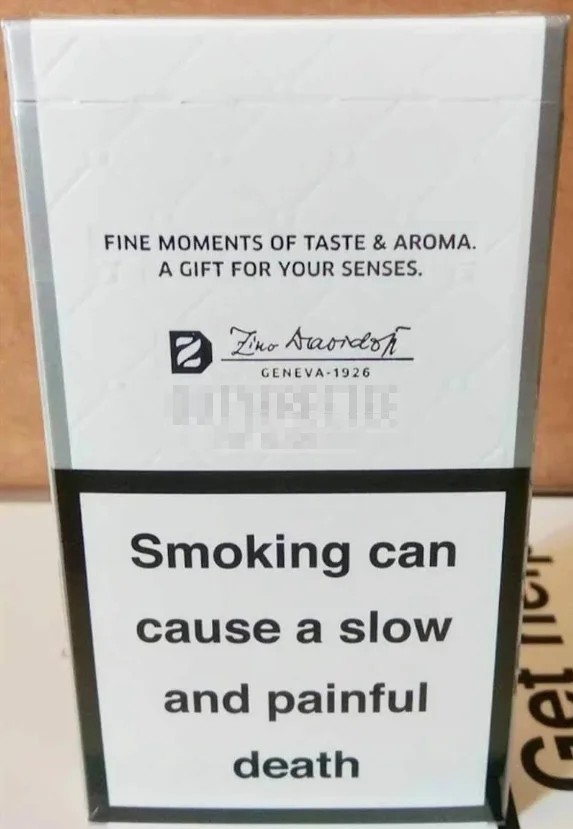 FINE MOMENTS OF TASTE & AROMA.
A GIFT FOR YOUR SENSES.
Zino Davidoff
GENEVA-1926
Smoking can
cause a slow
and painful
death
Get